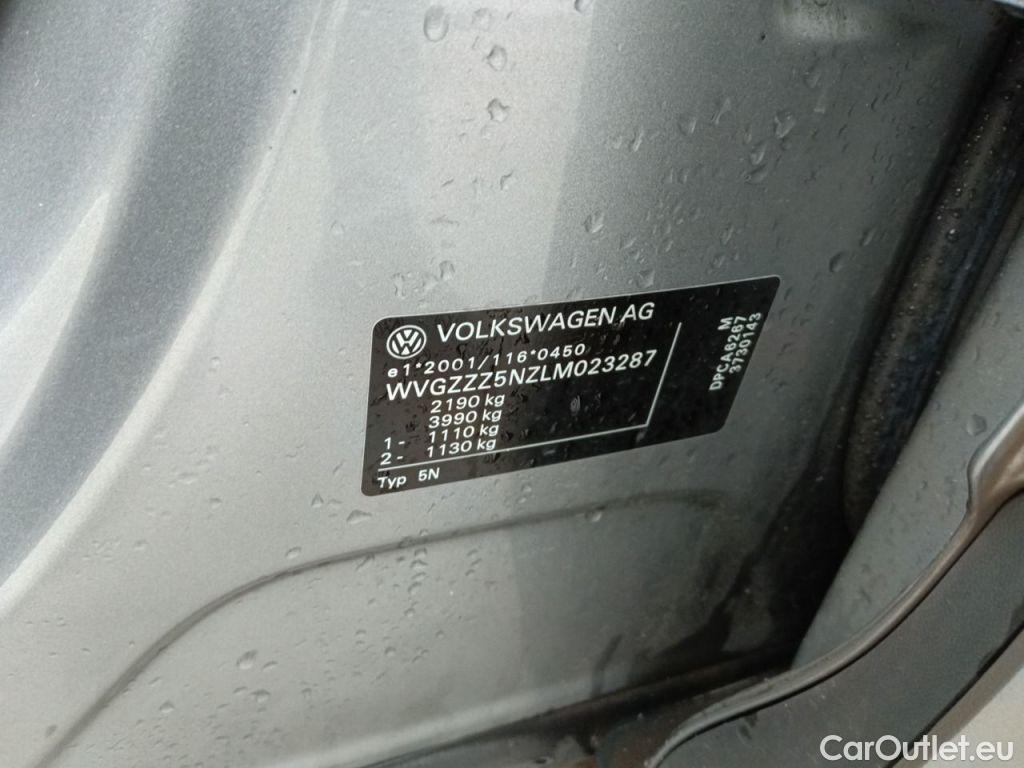 VOLKSWAGEN AG
e1*2001/116*0450
WVGZZZ5NZLM023287
2190 kg
3990 kg
1- 1110 kg
2- 1130 kg
Typ 5N
M
DPCA6267
3730143
CarOutlet.eu